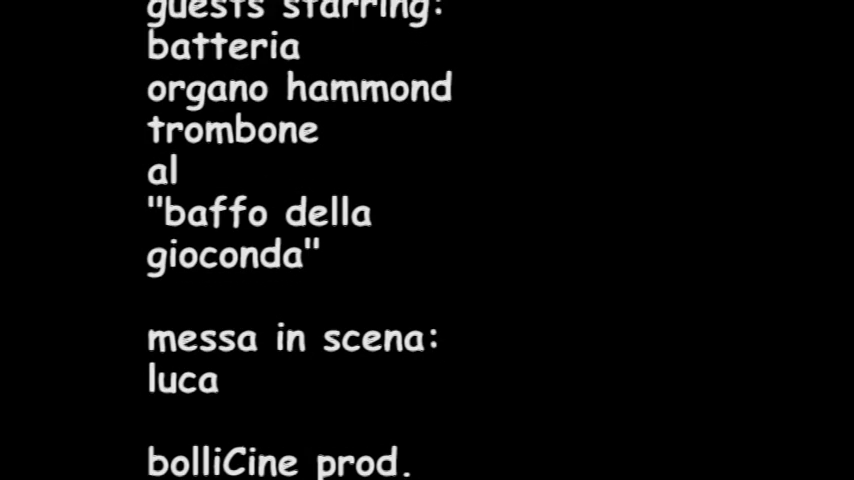 guests starring:
batteria
organo hammond
trombone
al
"baffo della
gioconda"
messa in scena:
luca
bolliCine prod.